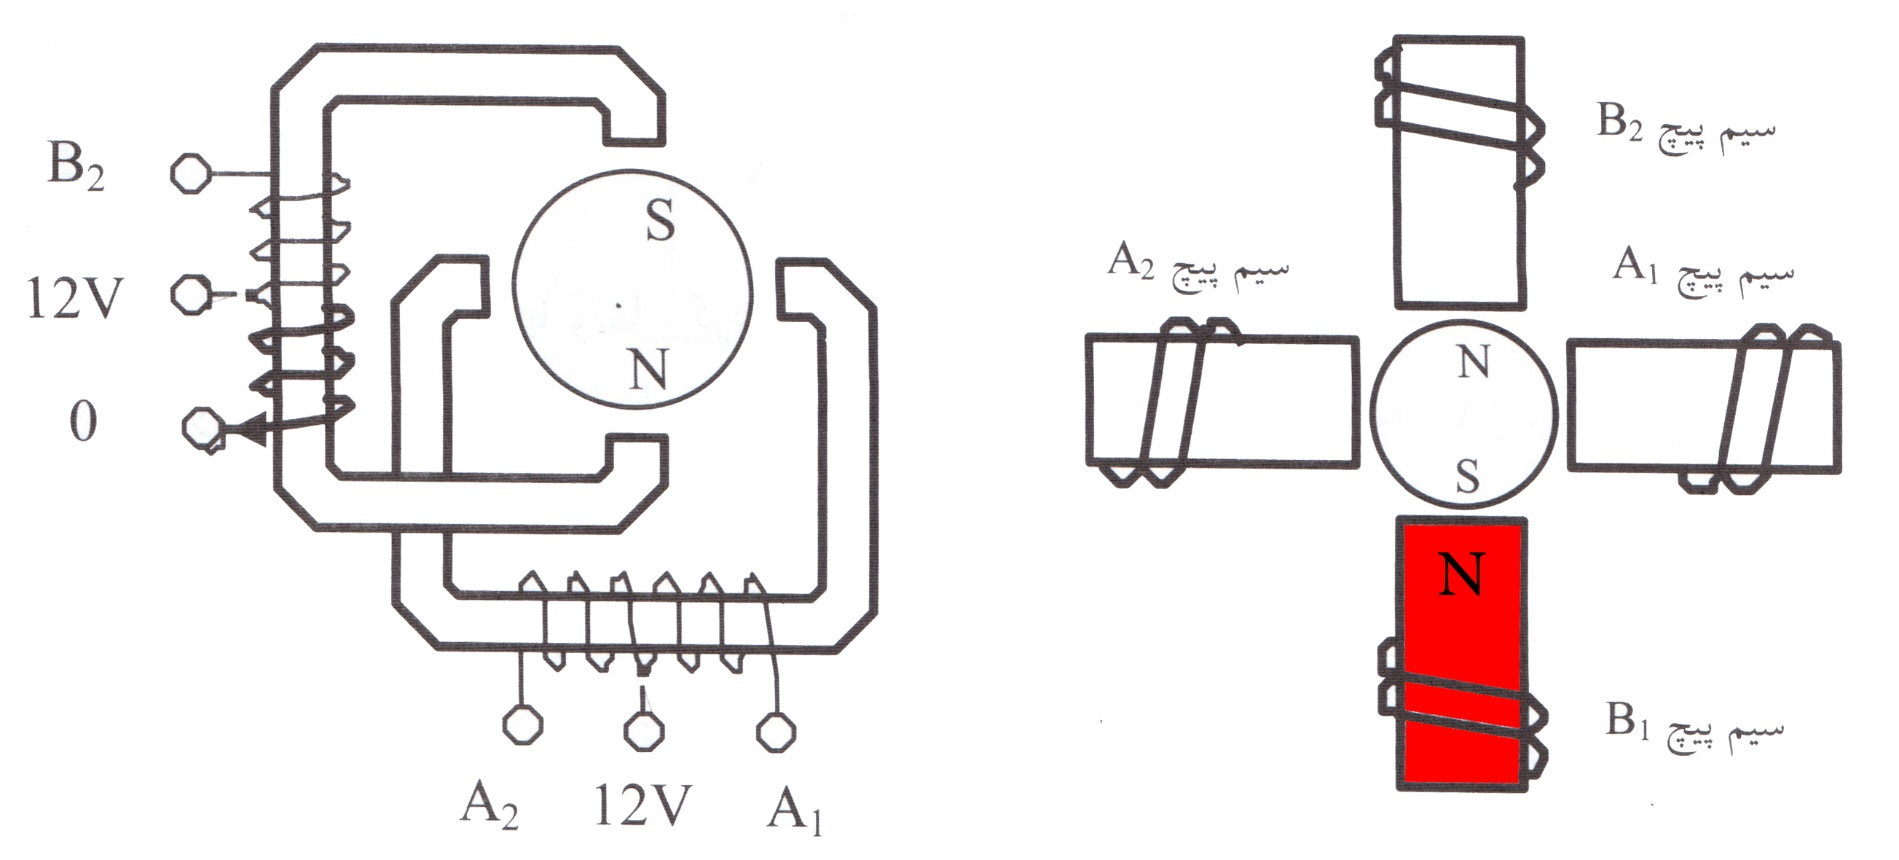 B2
12V
0
S
N
A2 12V A1
سیم پیچ B2
سیم پیچ A2
سیم پیچ A1
N
S
N
سیم پیچ B1